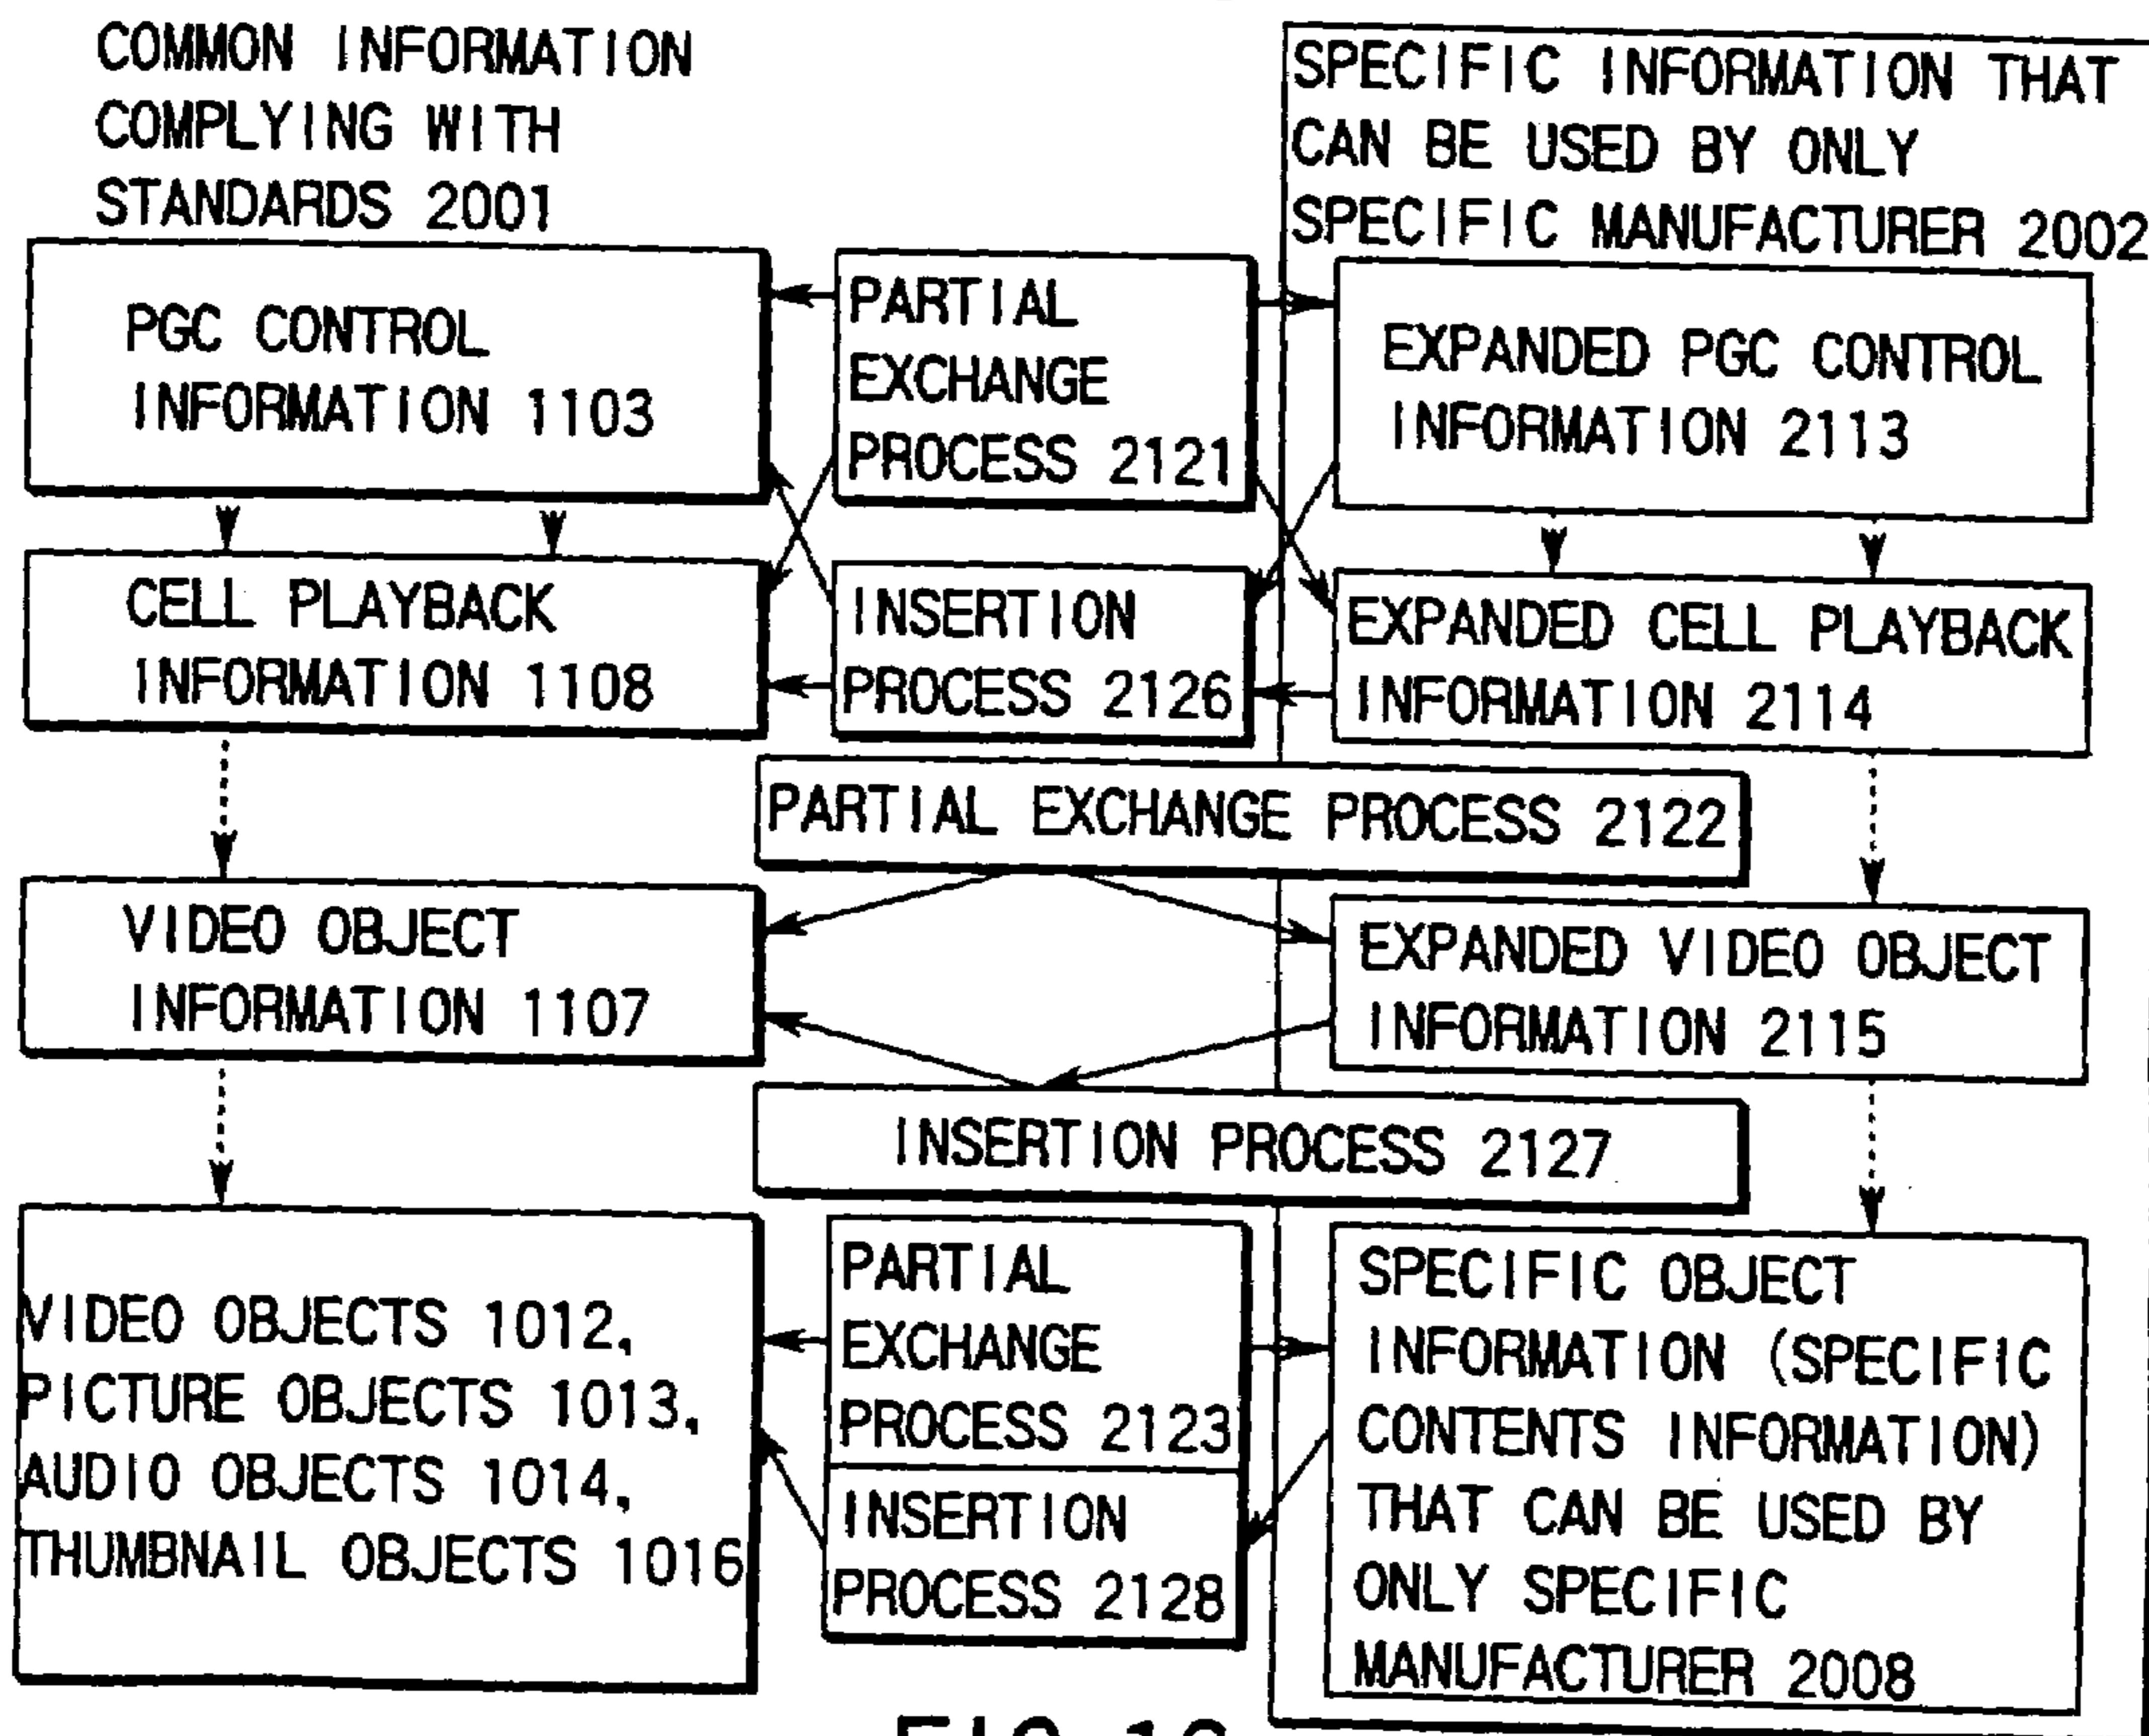 COMMON INFORMATION
COMPLYING WITH
STANDARDS 2001
SPECIFIC INFORMATION THAT
CAN BE USED BY ONLY
SPECIFIC MANUFACTURER 2002
PGC CONTROL
INFORMATION 1103
PARTIAL
EXCHANGE
PROCESS 2121
EXPANDED PGC CONTROL
INFORMATION 2113
CELL PLAYBACK
INFORMATION 1108
INSERTION
PROCESS 2126
EXPANDED CELL PLAYBACK
INFORMATION 2114
PARTIAL EXCHANGE PROCESS 2122
VIDEO OBJECT
INFORMATION 1107
EXPANDED VIDEO OBJECT
INFORMATION 2115
INSERTION PROCESS 2127
VIDEO OBJECTS 1012,
PICTURE OBJECTS 1013,
AUDIO OBJECTS 1014,
THUMBNAIL OBJECTS 1016
PARTIAL
EXCHANGE
PROCESS 2123
INSERTION
PROCESS 2128
SPECIFIC OBJECT
INFORMATION (SPECIFIC
CONTENTS INFORMATION)
THAT CAN BE USED BY
ONLY SPECIFIC
MANUFACTURER 2008